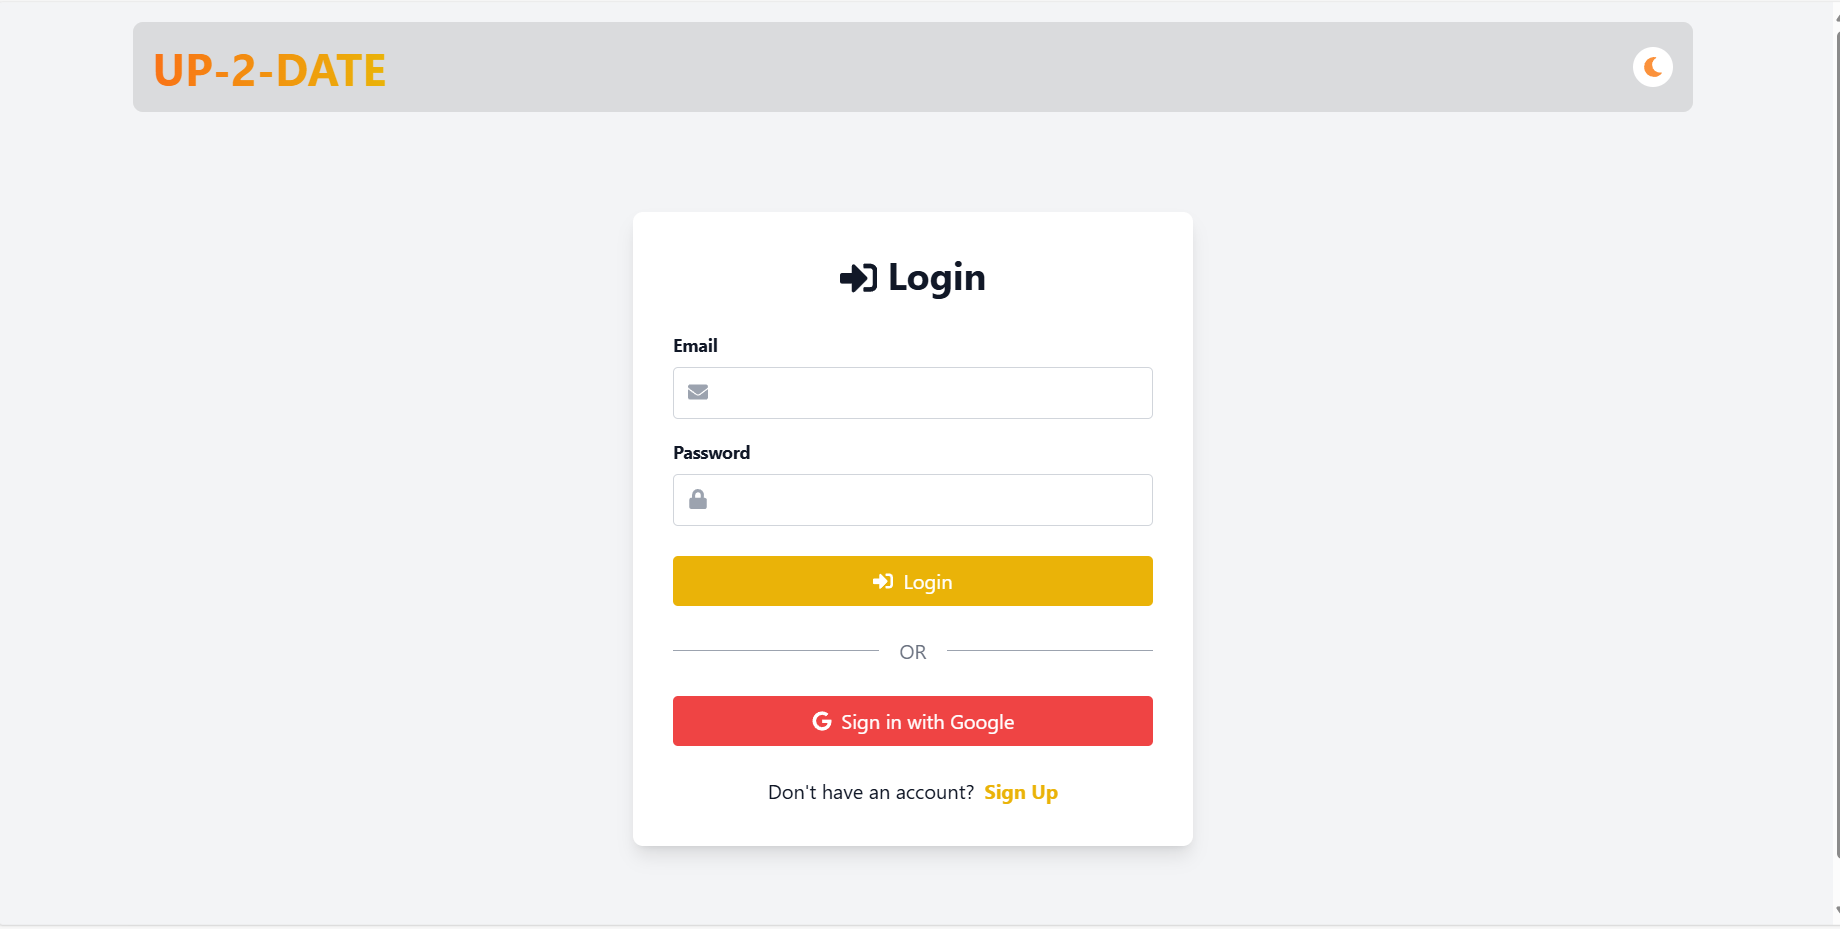 UP-2-DATE
Login
Email
Password
Login
OR
Sign in with Google
Don't have an account? Sign Up